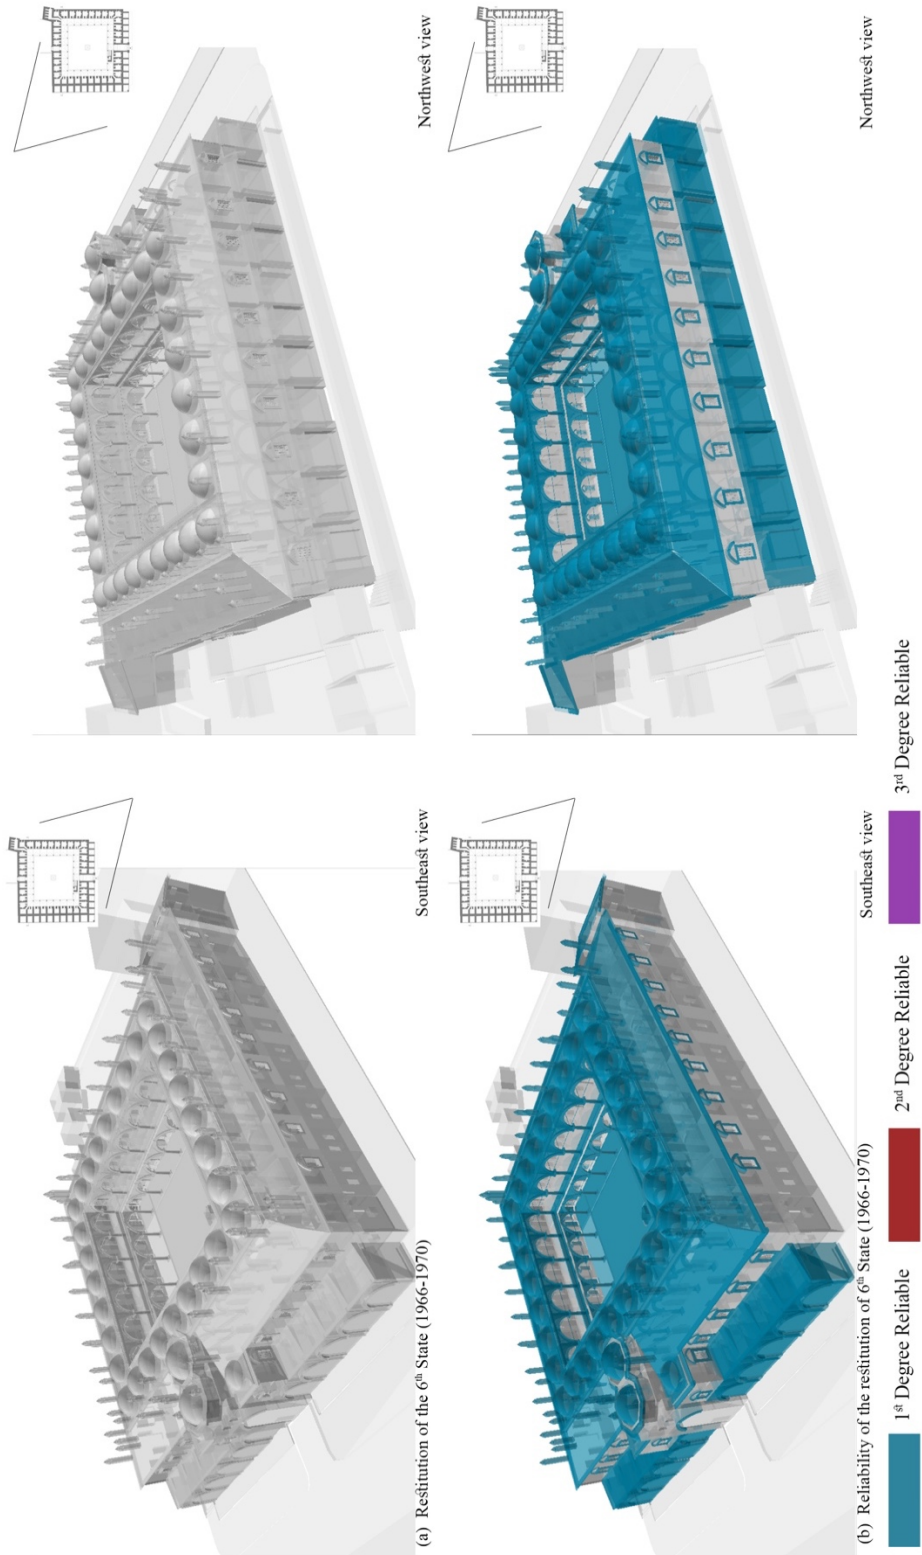 Southeast view
Northwest view
(a) Restitution of the 6th State (1966-1970)
Southeast view
Northwest view
(b) Reliability of the restitution of 6th State (1966-1970)
1st Degree Reliable
2nd Degree Reliable
3rd Degree Reliable